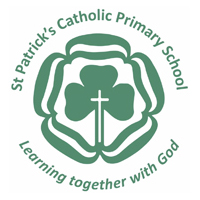 St Patrick's Catholic Primary School
Learning together with God